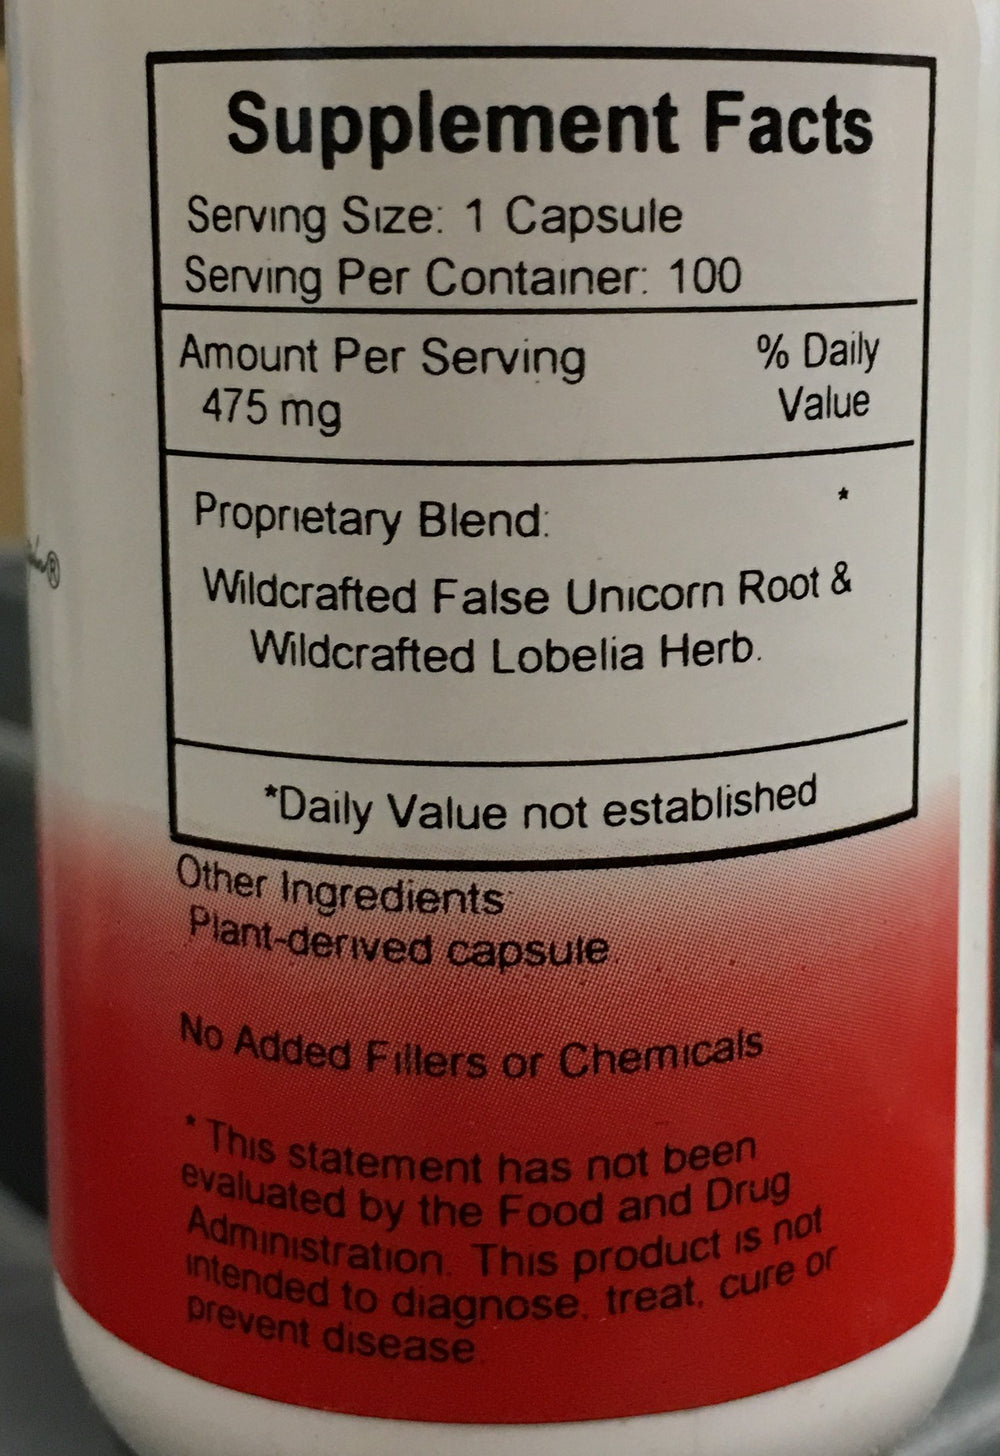 Supplement Facts
Serving Size: 1 Capsule
Serving Per Container: 100
Amount Per Serving % Daily
475 mg Value
Proprietary Blend: *
Wildcrafted False Unicorn Root &
Wildcrafted Lobelia Herb.
*Daily Value not established
Other Ingredients:
Plant-derived capsule.
No Added Fillers or Chemicals
* This statement has not been
evaluated by the Food and Drug
Administration. This product is not
intended to diagnose, treat, cure or
prevent disease
®